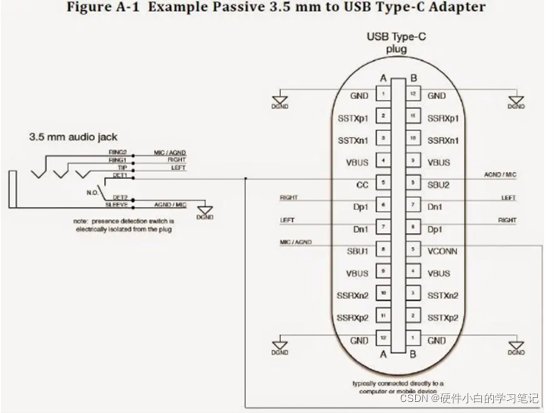 Figure A-1 Example Passive 3.5 mm to USB Type-C Adapter
USB Type-C
plug
A B
GND 1 12 GND
DGND DGND
SSTXp1 2 11 SSRXp1
SSTXn1 3 10 SSRXn1
VBUS 4 9 VBUS
CC 5 8 SBU2 AGND / MIC
RIGHT Dp1 6 7 Dn1 LEFT
LEFT Dn1 7 6 Dp1 RIGHT
MIC / AGND SBU1 8 5 VCONN
VBUS 9 4 VBUS
SSRXn2 10 3 SSTXn2
SSRXp2 11 2 SSTXp2
GND 12 1 GND
DGND DGND
A B
typically connected directly to a
computer or mobile device
3.5 mm audio jack
RING2 MIC / AGND
RING1 RIGHT
TIP LEFT
DET1
N.O.
DET2
SLEEVE AGND / MIC
DGND
note: presence detection switch is
electrically isolated from the plug
CSDN @硬件小白的学习笔记